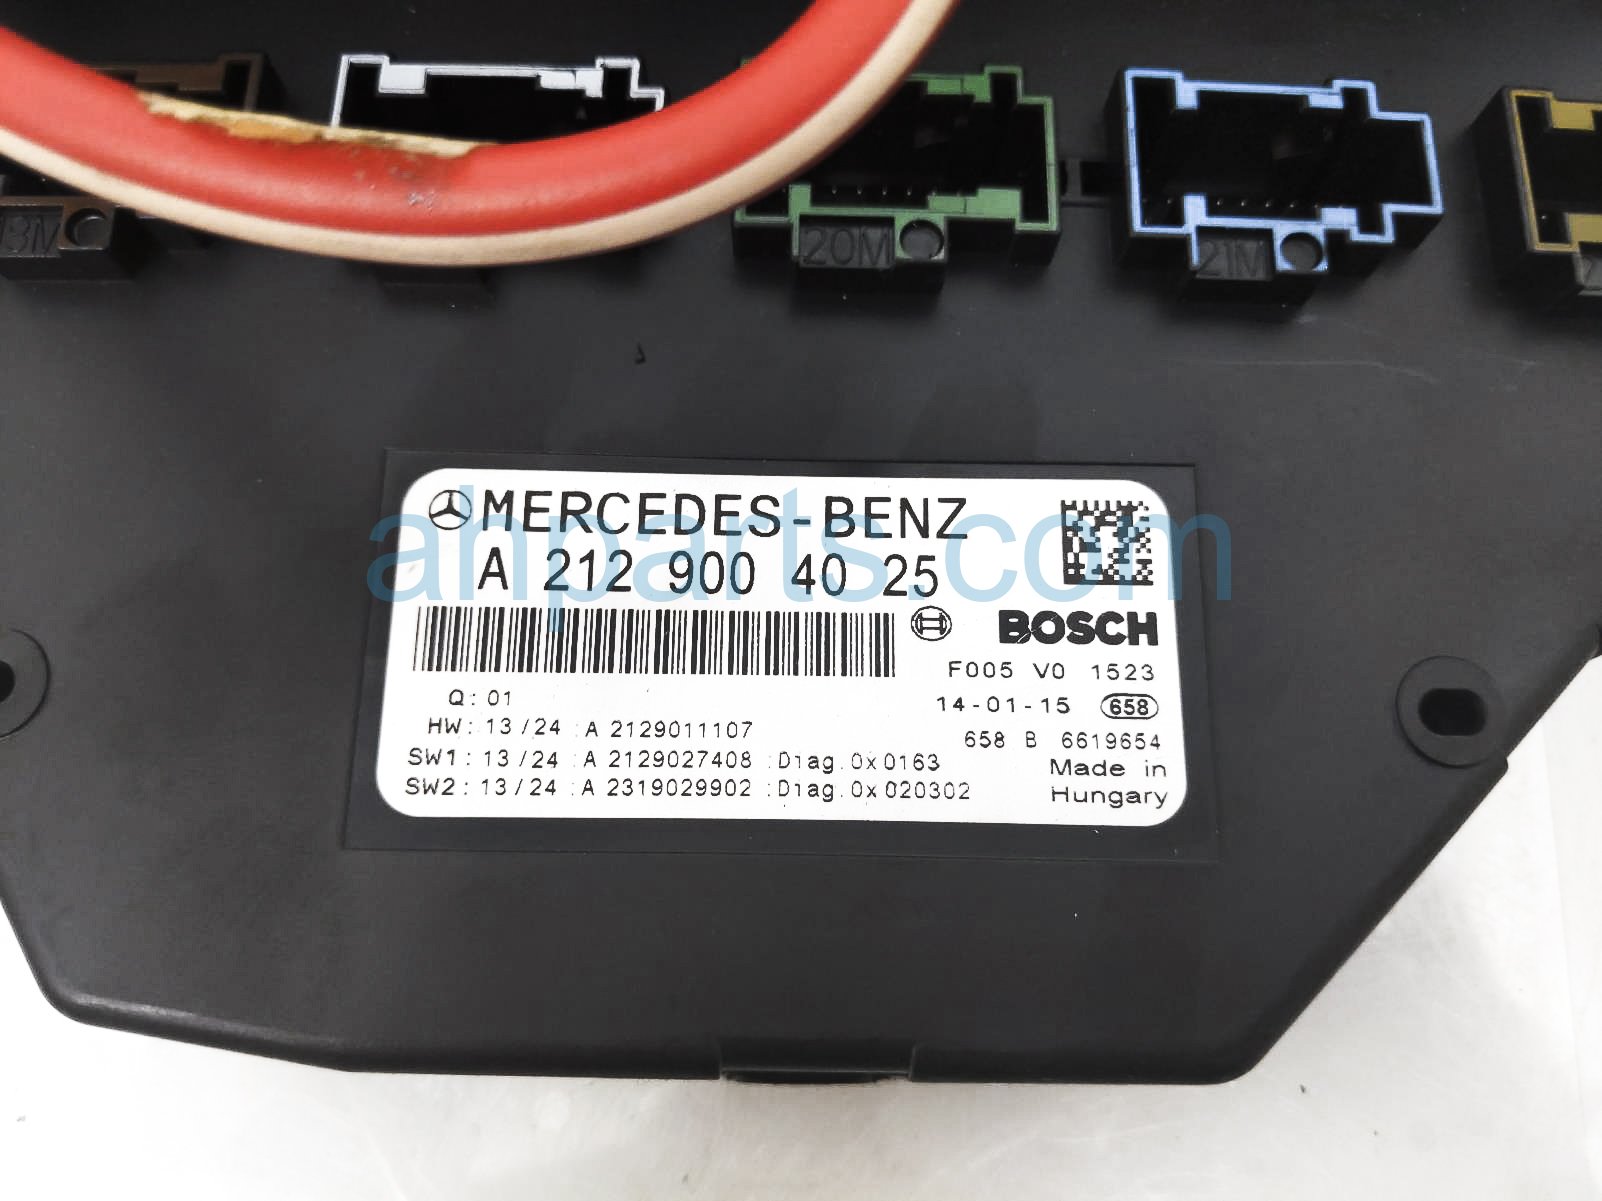 20M
21M
MERCEDES-BENZ
A 212 900 40 25
BOSCH
F005 V0 1523
Q: 01
14-01-15 658
HW: 13/24 :A 2129011107
658 B 6619654
SW1: 13/24 :A 2129027408 :Diag.0x0163
Made in
SW2: 13/24 :A 2319029902 :Diag.0x020302
Hungary
ahparts.com